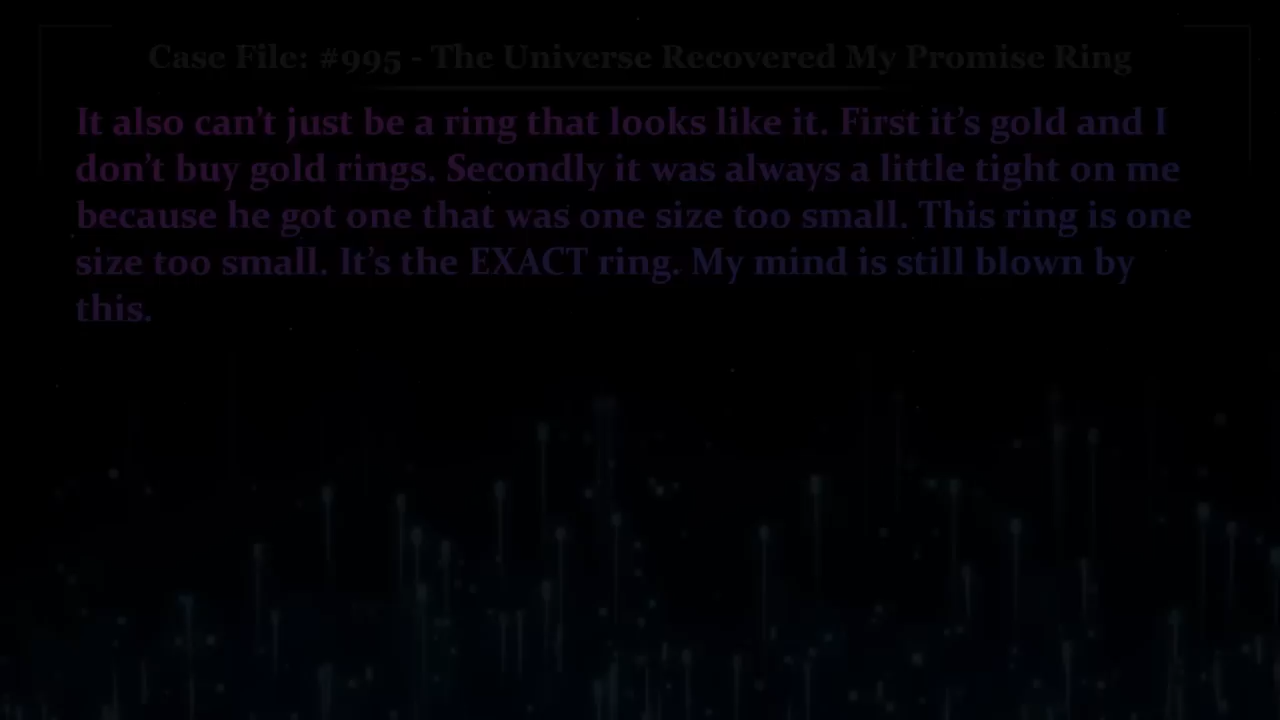 Case File: #995 - The Universe Recovered My Promise Ring
It also can’t just be a ring that looks like it. First it’s gold and I
don’t buy gold rings. Secondly it was always a little tight on me
because he got one that was one size too small. This ring is one
size too small. It’s the EXACT ring. My mind is still blown by
this.